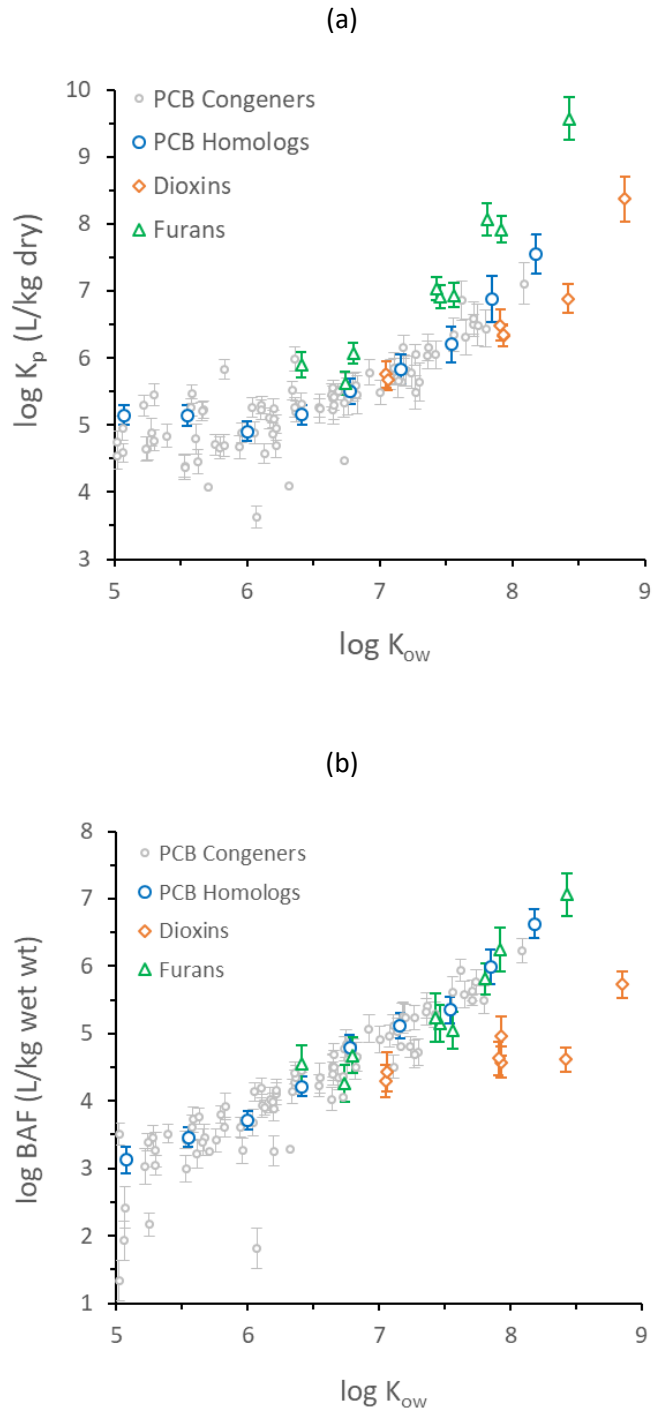 (a)
PCB Congeners
PCB Homologs
Dioxins
Furans
log Kp (L/kg dry)
10
9
8
7
6
5
4
3
5 6 7 8 9
log Kow
(b)
PCB Congeners
PCB Homologs
Dioxins
Furans
log BAF (L/kg wet wt)
8
7
6
5
4
3
2
1
5 6 7 8 9
log Kow